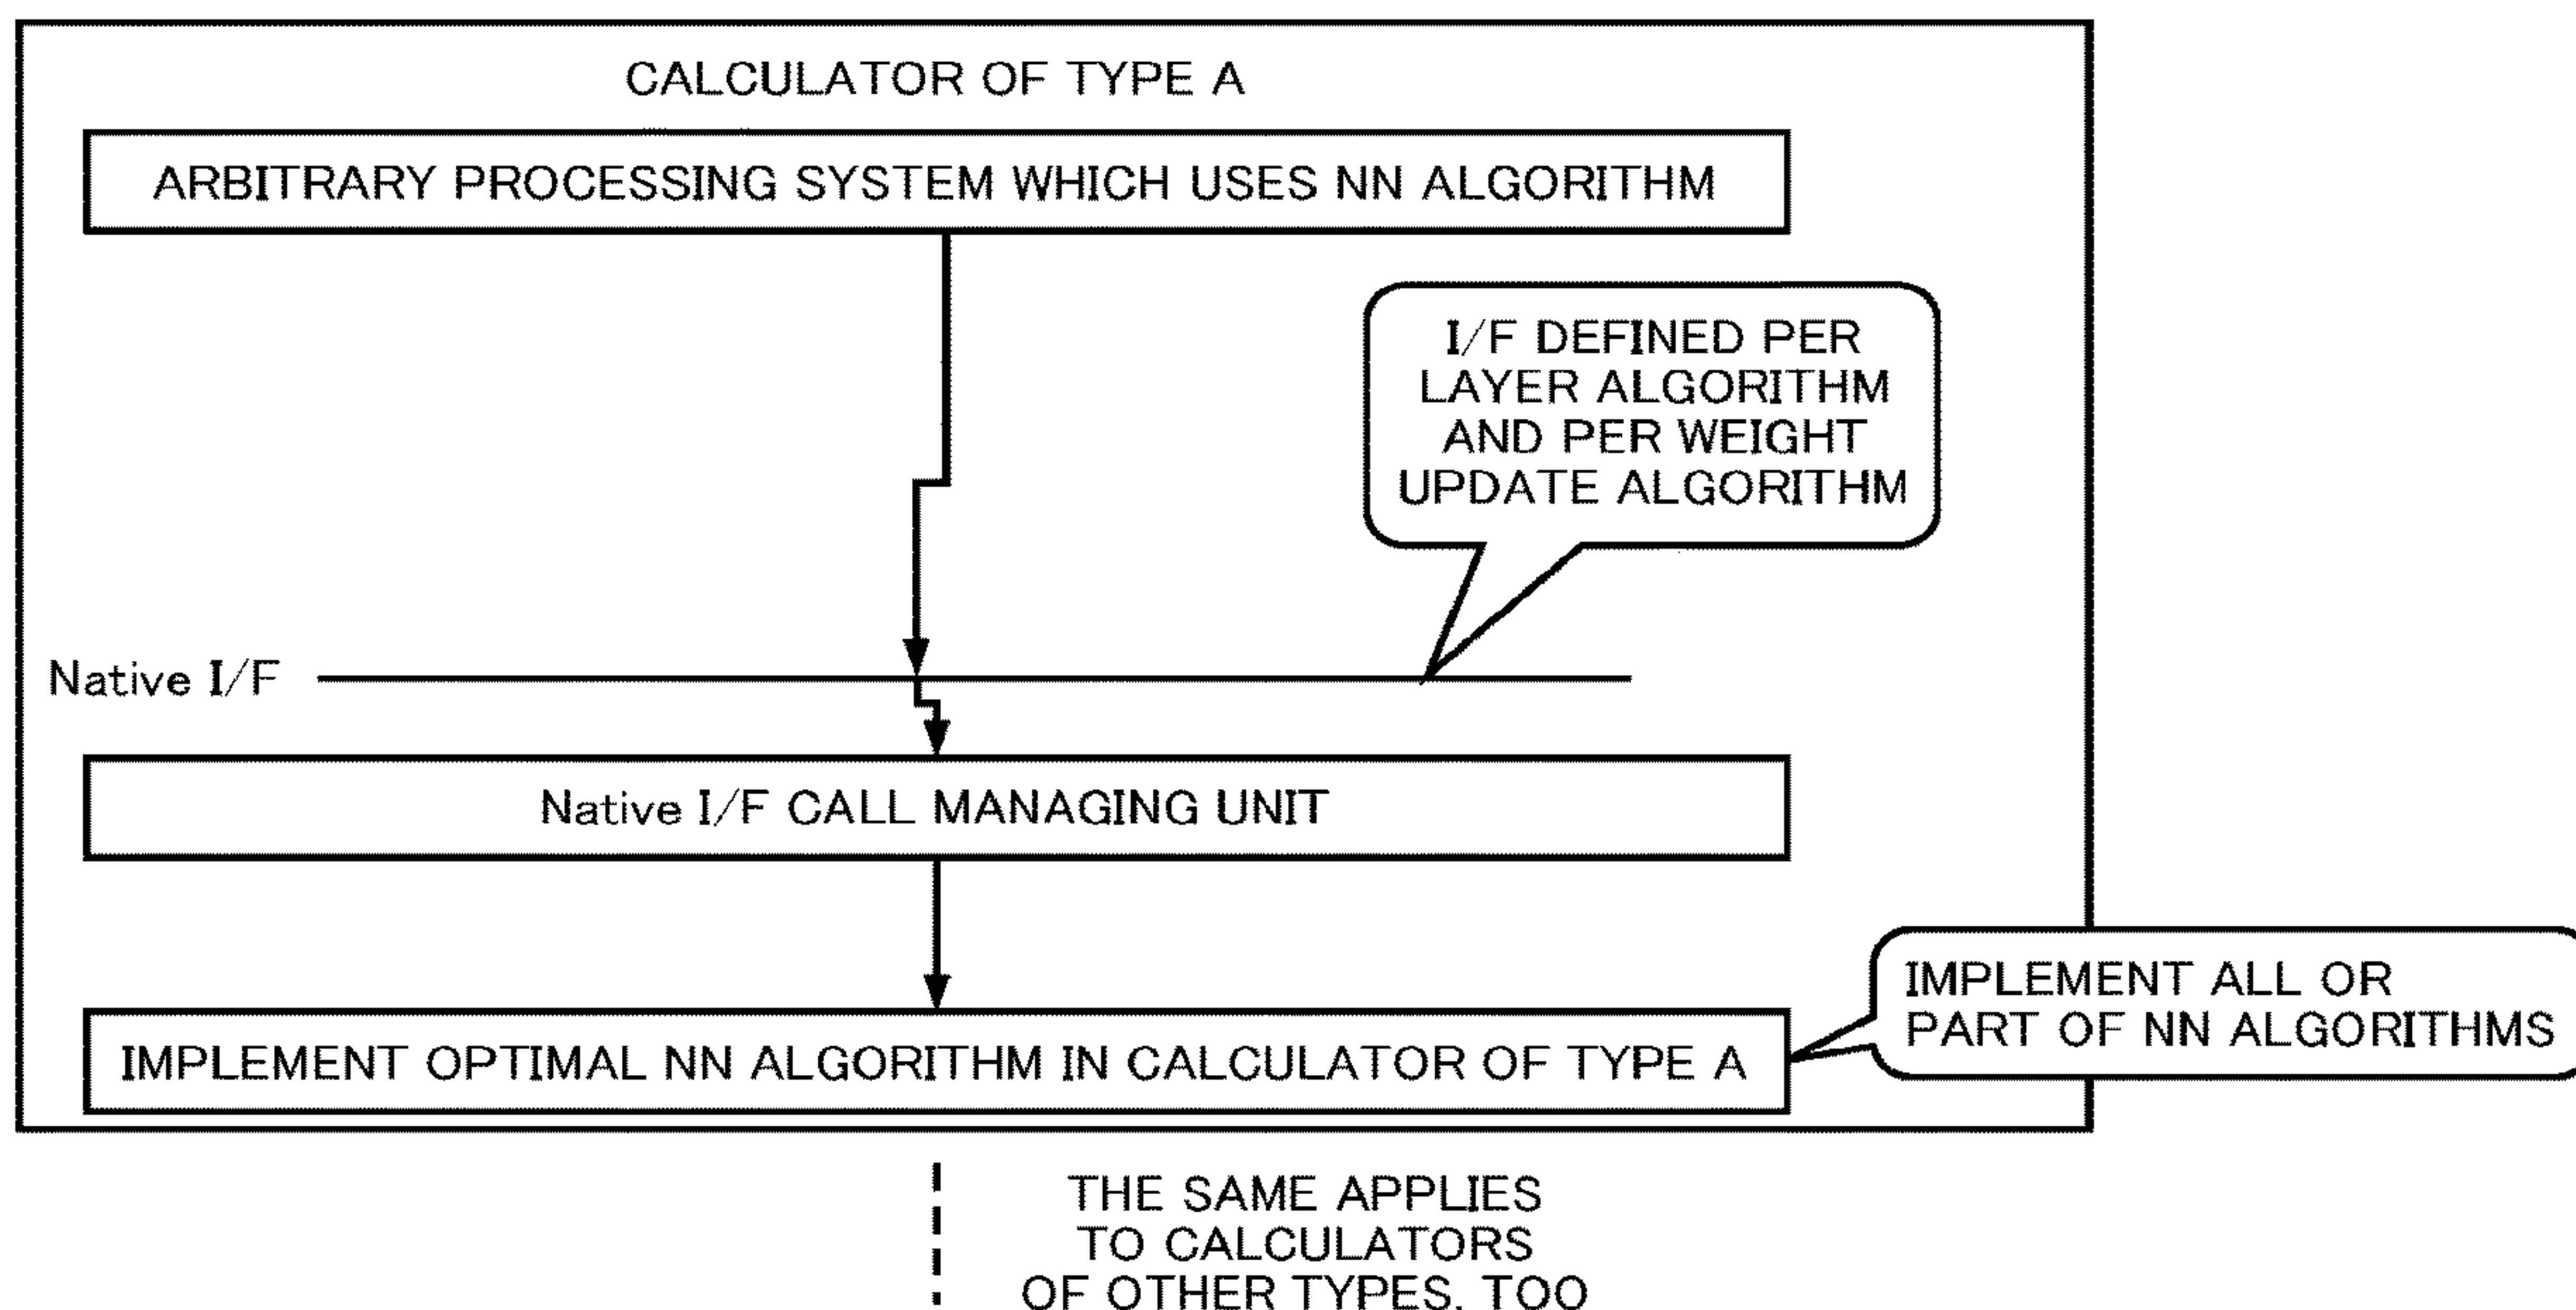 CALCULATOR OF TYPE A
ARBITRARY PROCESSING SYSTEM WHICH USES NN ALGORITHM
I/F DEFINED PER
LAYER ALGORITHM
AND PER WEIGHT
UPDATE ALGORITHM
Native I/F
Native I/F CALL MANAGING UNIT
IMPLEMENT ALL OR
PART OF NN ALGORITHMS
IMPLEMENT OPTIMAL NN ALGORITHM IN CALCULATOR OF TYPE A
THE SAME APPLIES
TO CALCULATORS
OF OTHER TYPES, TOO